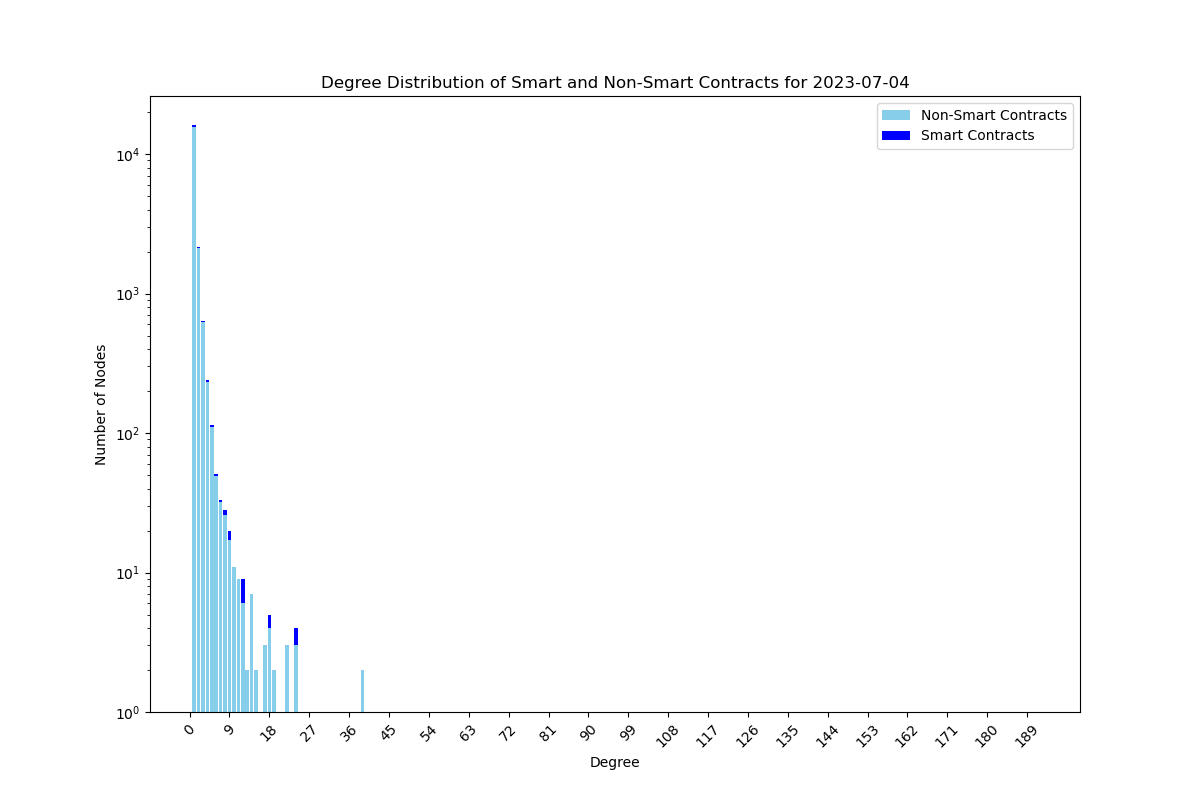 Degree Distribution of Smart and Non-Smart Contracts for 2023-07-04
Non-Smart Contracts
Smart Contracts
Number of Nodes
10^4
10^3
10^2
10^1
10^0
0 9 18 27 36 45 54 63 72 81 90 99 108 117 126 135 144 153 162 171 180 189
Degree